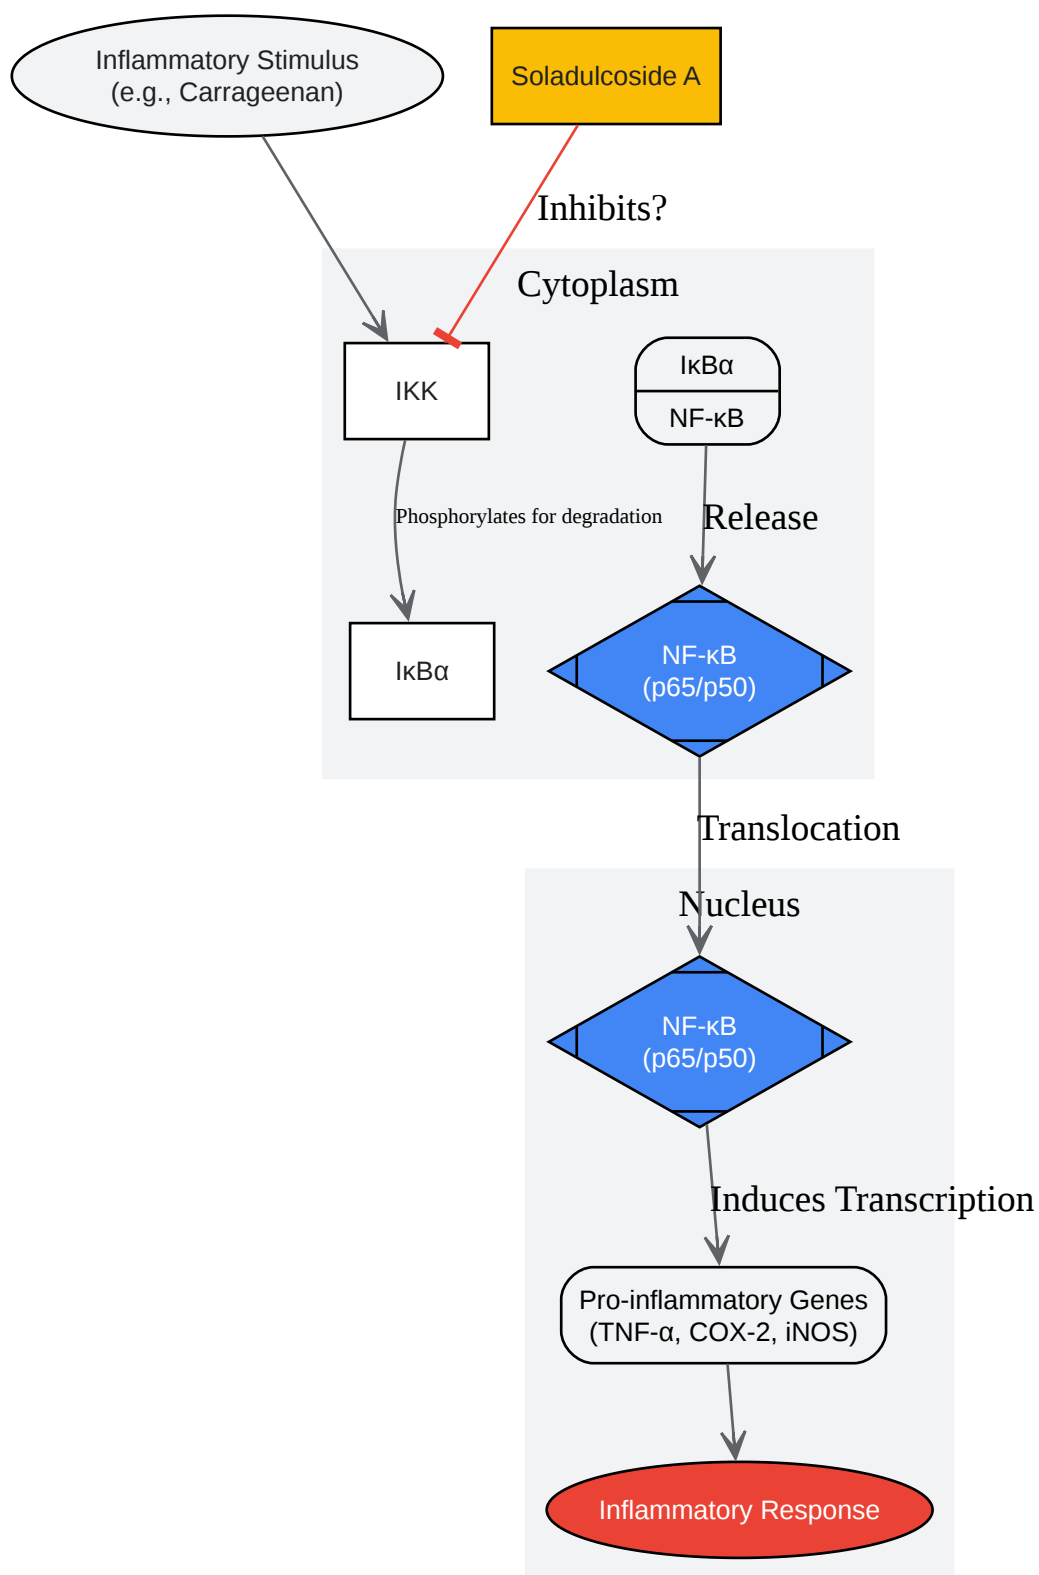 Inflammatory Stimulus
(e.g., Carrageenan)
Soladulcoside A
Inhibits?
Cytoplasm
IKK
IκBα
NF-κB
Phosphorylates for degradation
Release
IκBα
NF-κB
(p65/p50)
Translocation
Nucleus
NF-κB
(p65/p50)
Induces Transcription
Pro-inflammatory Genes
(TNF-α, COX-2, iNOS)
Inflammatory Response